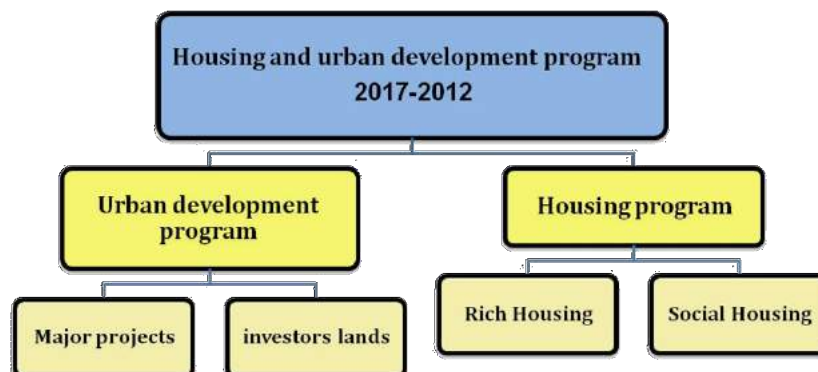 Housing and urban development program
2017-2012
Urban development
program
Housing program
Major projects
investors lands
Rich Housing
Social Housing